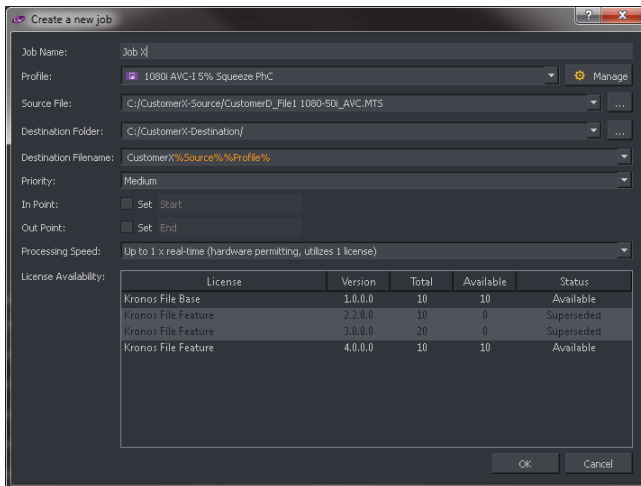 Create a new job
? X
Job Name: Job X
Profile: 1080i AVC-I 5% Squeeze PhC Manage
Source File: C:/CustomerX-Source/CustomerD_File1 1080-50i_AVC.MTS ...
Destination Folder: C:/CustomerX-Destination/ ...
Destination Filename: CustomerX%Source%%Profile%
Priority: Medium
In Point: Set Start
Out Point: Set End
Processing Speed: Up to 1 x real-time (hardware permitting, utilizes 1 license)
License Availability:
License Version Total Available Status
Kronos File Base 1.0.0.0 10 10 Available
Kronos File Feature 2.2.0.0 10 0 Superseded
Kronos File Feature 3.0.0.0 20 0 Superseded
Kronos File Feature 4.0.0.0 10 10 Available
OK Cancel